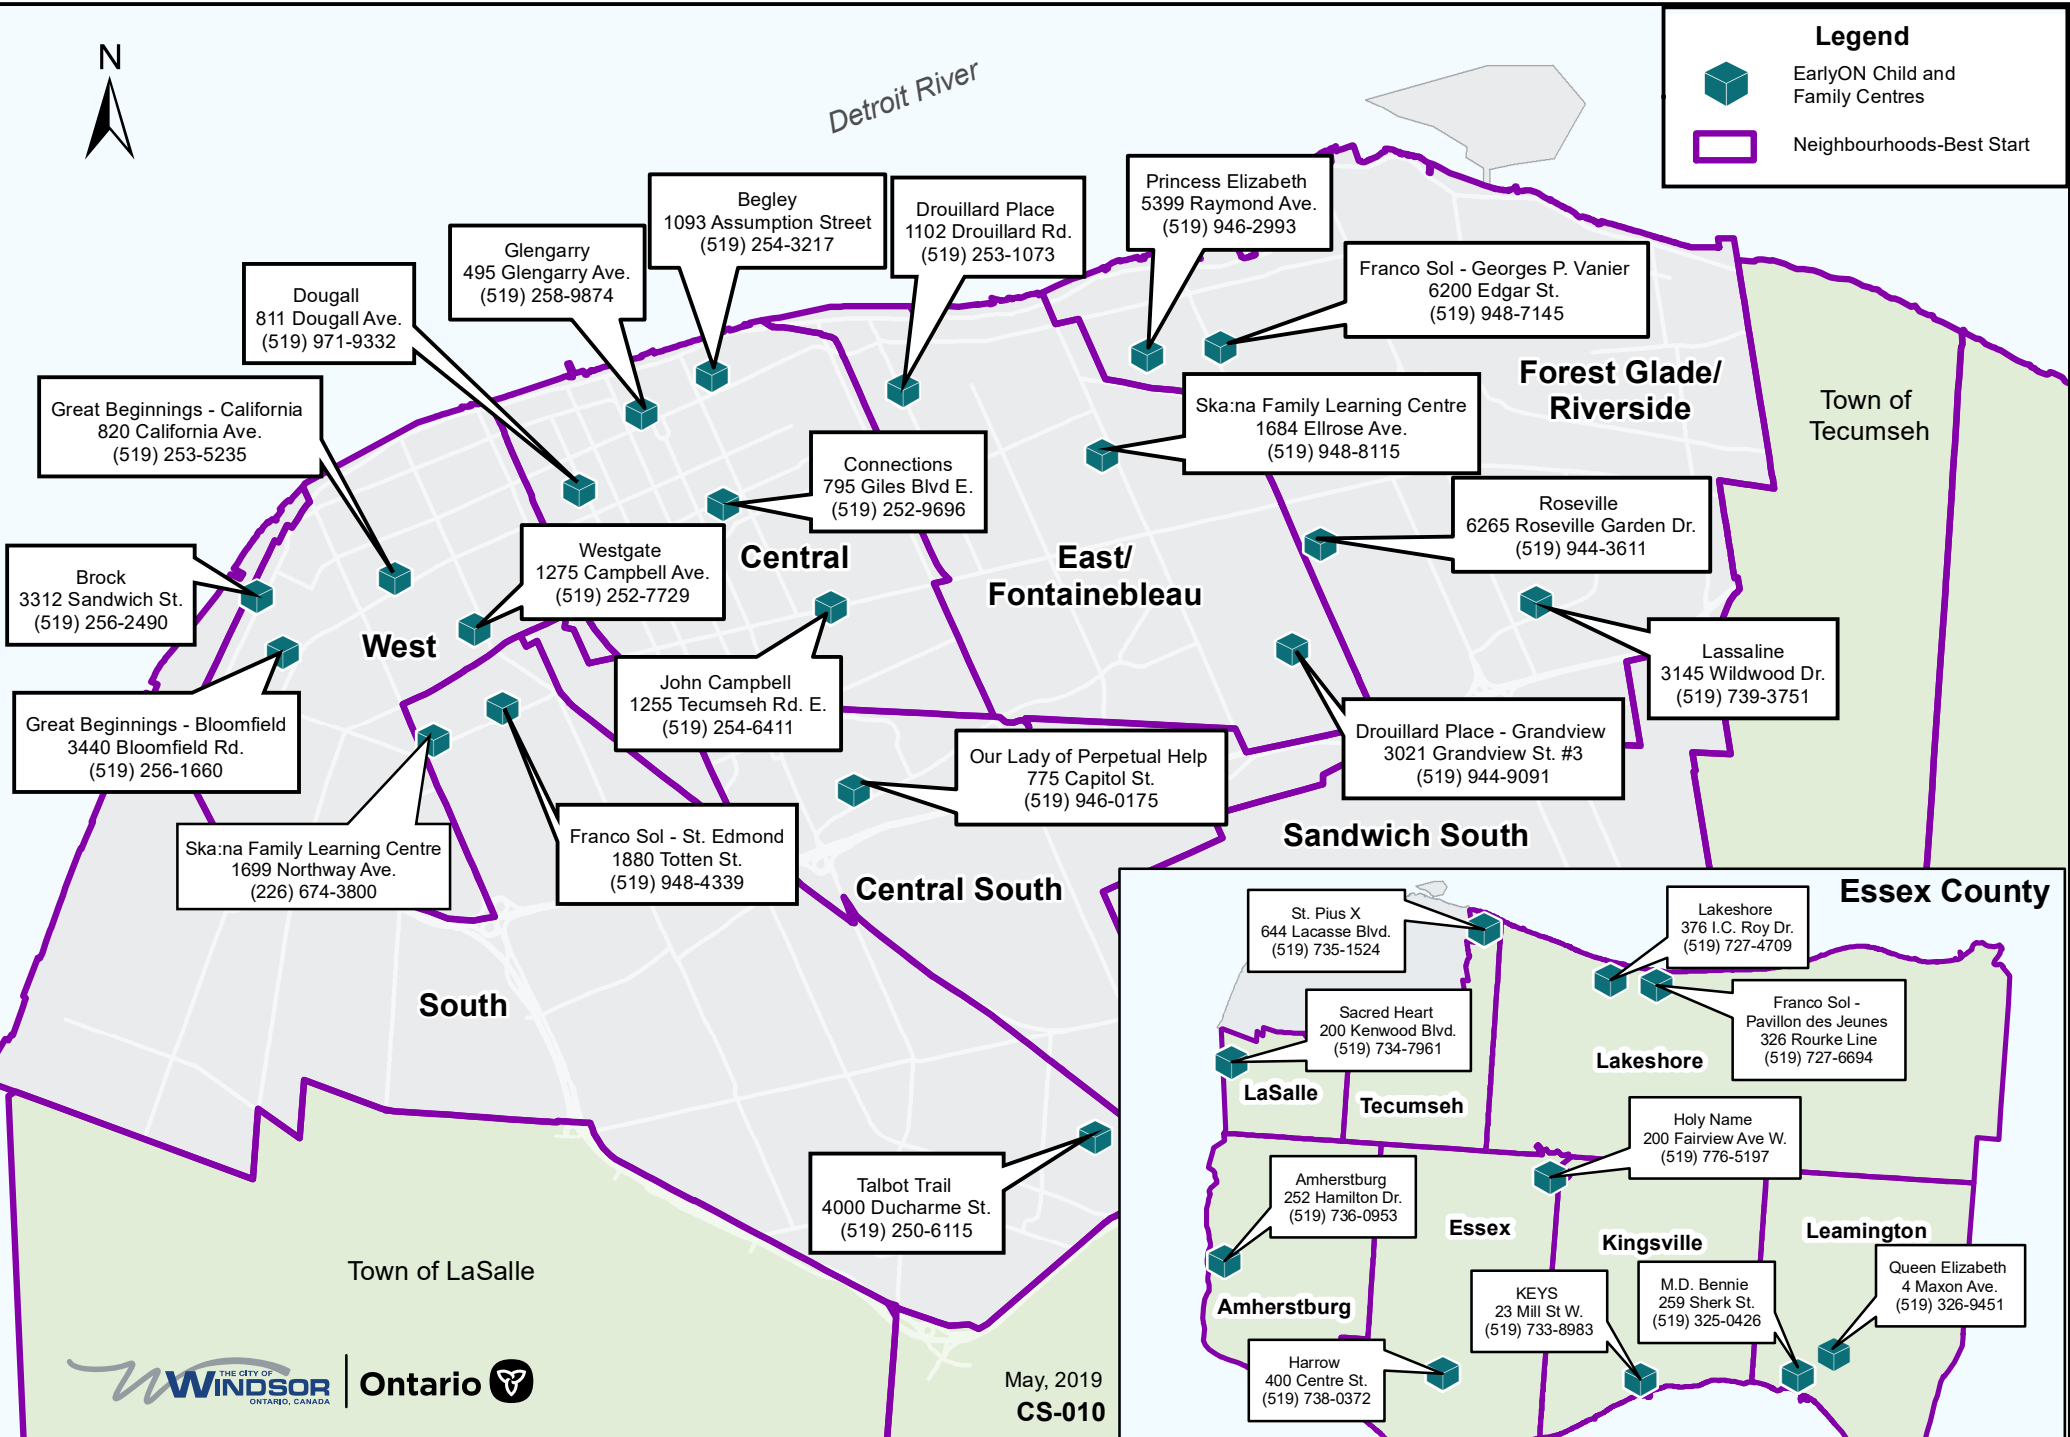 N
Detroit River
Legend
EarlyON Child and
Family Centres
Neighbourhoods-Best Start
Princess Elizabeth
5399 Raymond Ave.
(519) 946-2993
Begley
1093 Assumption Street
(519) 254-3217
Drouillard Place
1102 Drouillard Rd.
(519) 253-1073
Glengarry
495 Glengarry Ave.
(519) 258-9874
Franco Sol - Georges P. Vanier
6200 Edgar St.
(519) 948-7145
Dougall
811 Dougall Ave.
(519) 971-9332
Forest Glade/
Riverside
Town of
Tecumseh
Great Beginnings - California
820 California Ave.
(519) 253-5235
Ska:na Family Learning Centre
1684 Ellrose Ave.
(519) 948-8115
Connections
795 Giles Blvd E.
(519) 252-9696
Roseville
6265 Roseville Garden Dr.
(519) 944-3611
Westgate
1275 Campbell Ave.
(519) 252-7729
Central
East/
Fontainebleau
Brock
3312 Sandwich St.
(519) 256-2490
West
Lassaline
3145 Wildwood Dr.
(519) 739-3751
John Campbell
1255 Tecumseh Rd. E.
(519) 254-6411
Great Beginnings - Bloomfield
3440 Bloomfield Rd.
(519) 256-1660
Drouillard Place - Grandview
3021 Grandview St. #3
(519) 944-9091
Our Lady of Perpetual Help
775 Capitol St.
(519) 946-0175
Ska:na Family Learning Centre
1699 Northway Ave.
(226) 674-3800
Franco Sol - St. Edmond
1880 Totten St.
(519) 948-4339
Sandwich South
Central South
South
Talbot Trail
4000 Ducharme St.
(519) 250-6115
Town of LaSalle
Essex County
St. Pius X
644 Lacasse Blvd.
(519) 735-1524
Lakeshore
376 I.C. Roy Dr.
(519) 727-4709
Sacred Heart
200 Kenwood Blvd.
(519) 734-7961
Franco Sol -
Pavillon des Jeunes
326 Rourke Line
(519) 727-6694
Lakeshore
LaSalle
Tecumseh
Holy Name
200 Fairview Ave W.
(519) 776-5197
Amherstburg
252 Hamilton Dr.
(519) 736-0953
Essex
Kingsville
Leamington
Queen Elizabeth
4 Maxon Ave.
(519) 326-9451
KEYS
23 Mill St W.
(519) 733-8983
M.D. Bennie
259 Sherk St.
(519) 325-0426
Amherstburg
Harrow
400 Centre St.
(519) 738-0372
THE CITY OF
WINDSOR
ONTARIO, CANADA
Ontario
May, 2019
CS-010